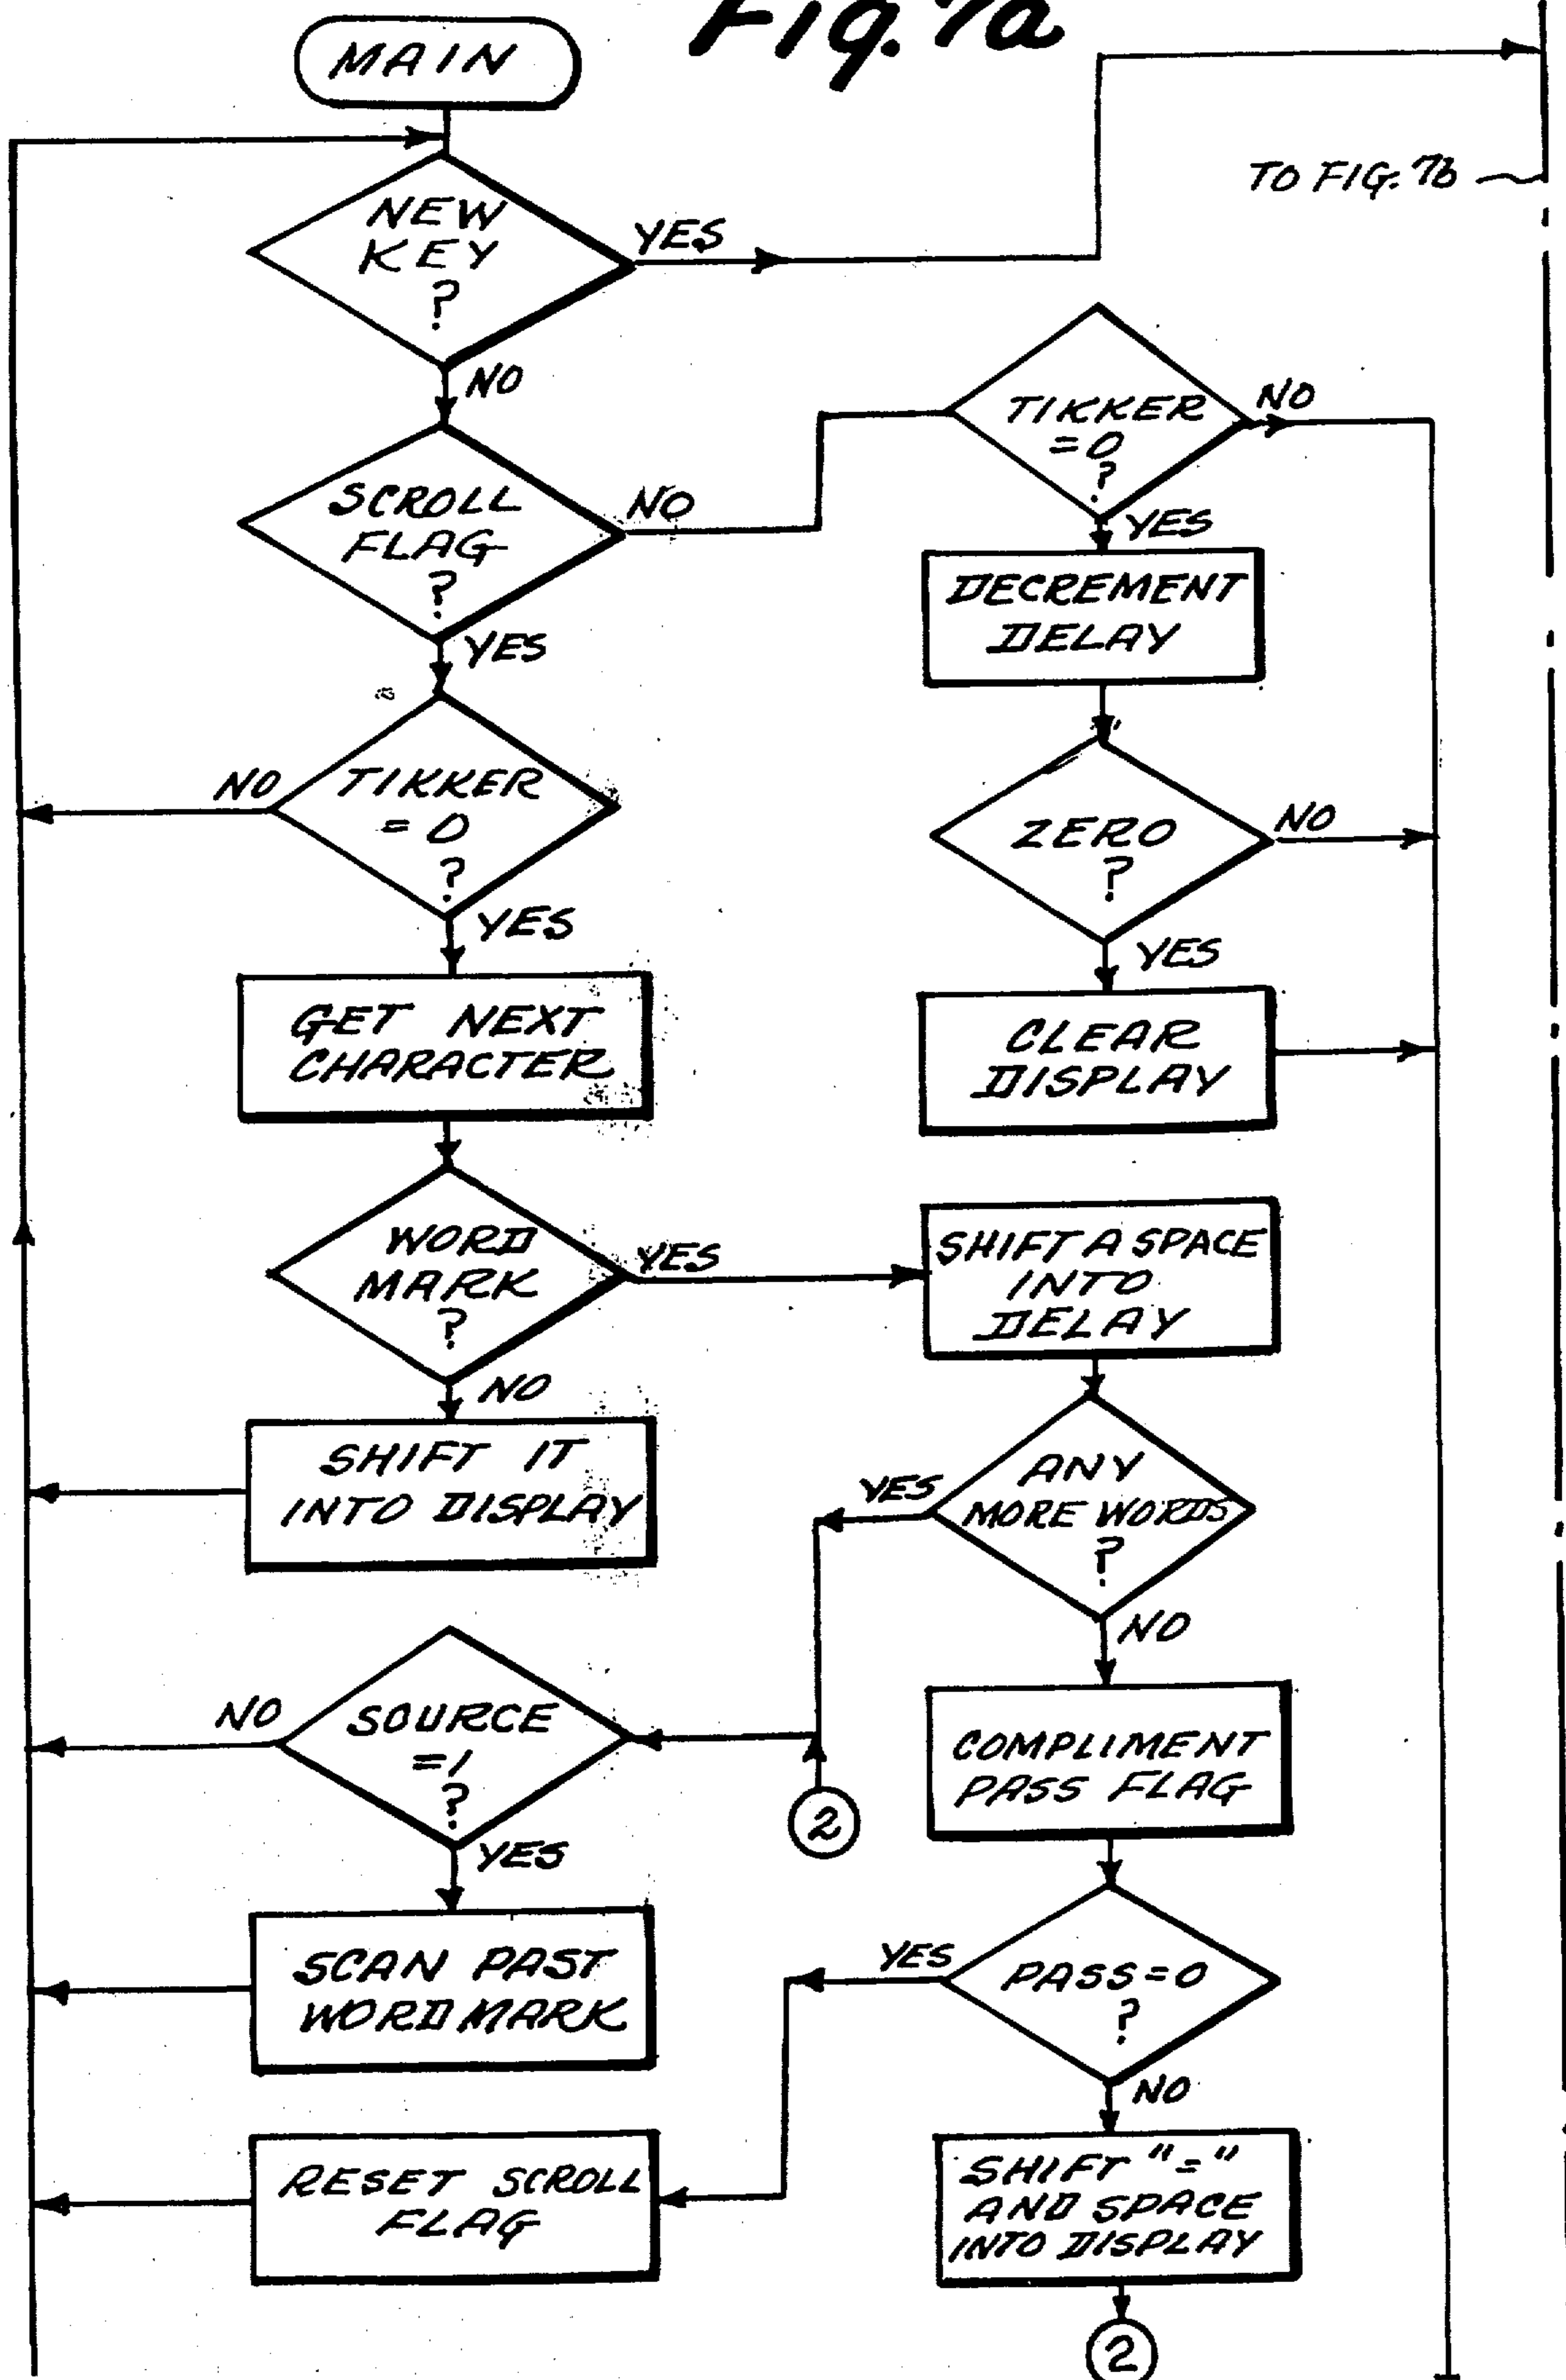 Fig. 7a
MAIN
TO FIG. 7b
NEW
KEY
?
YES
NO
SCROLL
FLAG
?
NO
YES
TIKKER
=0
?
NO
YES
DECREMENT
DELAY
ZERO
?
NO
YES
CLEAR
DISPLAY
TIKKER
= 0
?
NO
YES
GET NEXT
CHARACTER
WORD
MARK
?
YES
NO
SHIFT IT
INTO DISPLAY
SHIFT A SPACE
INTO
DELAY
ANY
MORE WORDS
?
YES
NO
SOURCE
=1
?
NO
YES
2
SCAN PAST
WORD MARK
COMPLIMENT
PASS FLAG
PASS=0
?
YES
NO
RESET SCROLL
FLAG
SHIFT "="
AND SPACE
INTO DISPLAY
2